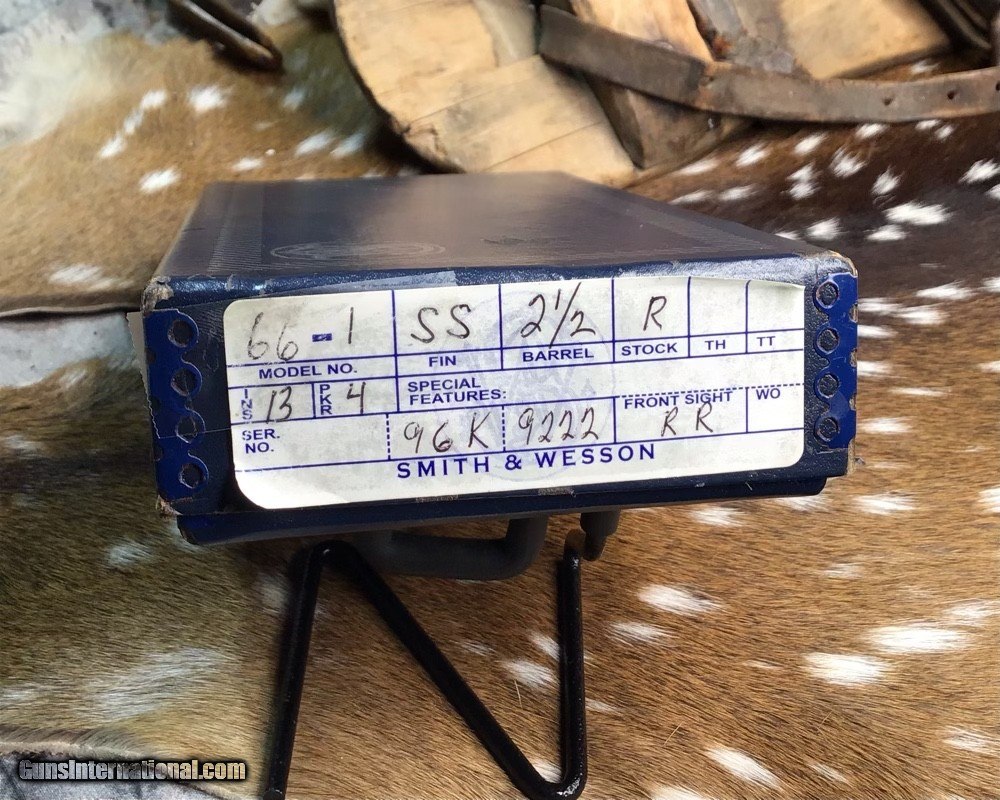 66-1 SS 2 1/2 R
MODEL NO. FIN BARREL STOCK TH TT
INS 13 PKR 4 SPECIAL FEATURES:
FRONT SIGHT WO
SER. NO. 96K 9222 RR
SMITH & WESSON
GunsInternational.com